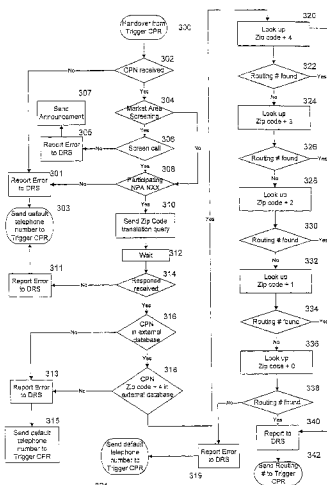 Handover from
Trigger CPR
300
302
CPN received
No
Yes
307
Send
Announcement
304
Market Area
Screening
305
Report Error
to DRS
306
Screen call
Yes
No
301
Report Error
to DRS
No
308
Participating
NPA NXX
Yes
303
Send default
telephone
number to
Trigger CPR
310
Send Zip Code
translation query
312
Wait
311
Report Error
to DRS
No
314
Response
received
Yes
316
CPN
in external
database
No
Yes
313
Report Error
to DRS
No
316
CPN
Zip code + 4 in
external database
Yes
315
Send default
telephone
number to
Trigger CPR
Send default
telephone
number to
Trigger CPR
Report Error
to DRS
319
320
Look up
Zip code + 4
322
Routing # found
Yes
No
324
Look up
Zip code + 3
326
Routing # found
Yes
No
328
Look up
Zip code + 2
330
Routing # found
Yes
No
332
Look up
Zip code + 1
334
Routing # found
Yes
No
336
Look up
Zip code + 0
338
Routing # found
No
Yes
340
Report to
DRS
342
Send Routing
# to Trigger
CPR